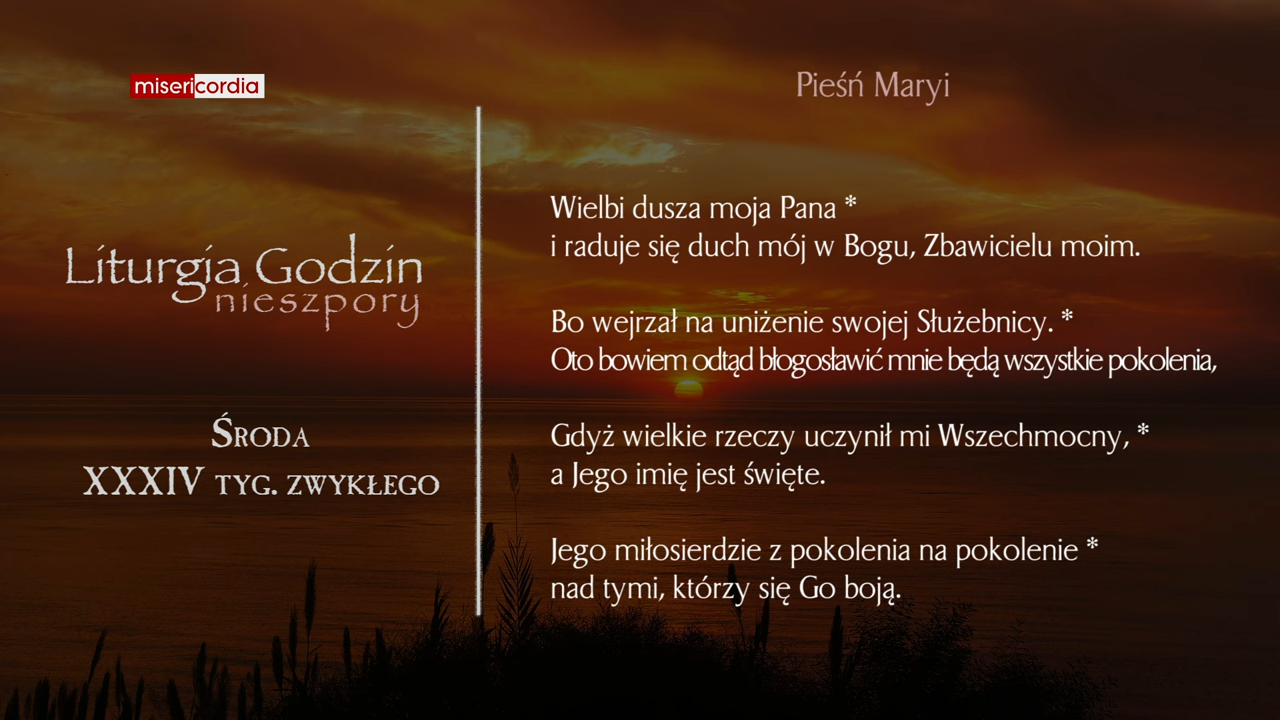 misericordia
Liturgia Godzin
nieszpory
Środa
XXXIV tyg. zwykłego
Pieśń Maryi
Wielbi dusza moja Pana *
i raduje się duch mój w Bogu, Zbawicielu moim.
Bo wejrzał na uniżenie swojej Służebnicy. *
Oto bowiem odtąd błogosławić mnie będą wszystkie pokolenia,
Gdyż wielkie rzeczy uczynił mi Wszechmocny, *
a Jego imię jest święte.
Jego miłosierdzie z pokolenia na pokolenie *
nad tymi, którzy się Go boją.